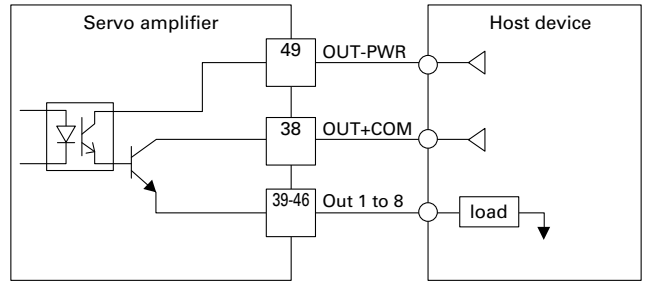 Servo amplifier
Host device
49 OUT-PWR
38 OUT+COM
39-46 Out 1 to 8
load